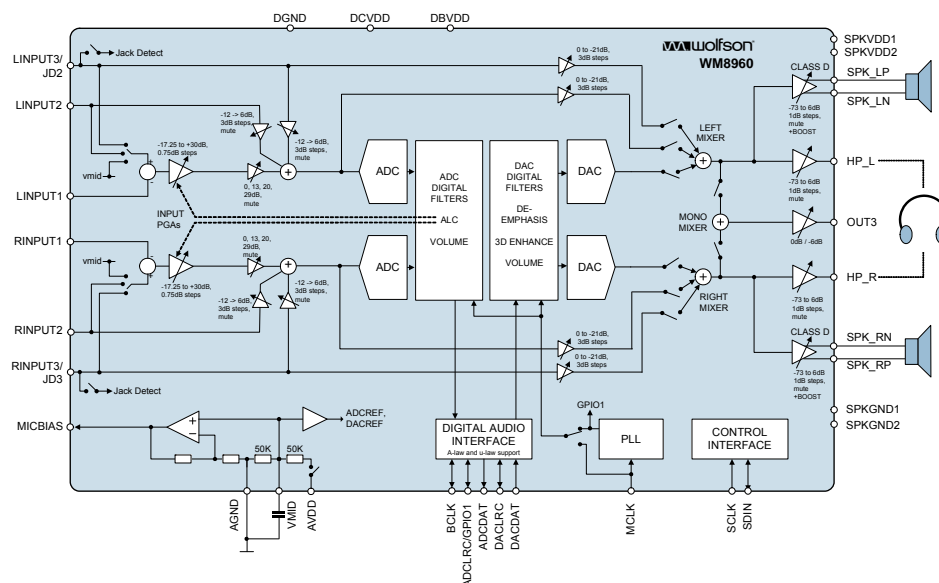 DGND
DCVDD
DBVDD
wolfson
WM8960
SPKVDD1
SPKVDD2
LINPUT3/
JD2
Jack Detect
0 to -21dB,
3dB steps
0 to -21dB,
3dB steps
CLASS D
SPK_LP
SPK_LN
-73 to 6dB
1dB steps,
mute
+BOOST
LINPUT2
-12 -> 6dB,
3dB steps,
mute
-12 -> 6dB,
3dB steps,
mute
LEFT
MIXER
-17.25 to +30dB,
0.75dB steps
vmid
+
-
+
ADC
ADC
DIGITAL
FILTERS
ALC
VOLUME
DAC
DIGITAL
FILTERS
DE-
EMPHASIS
3D ENHANCE
VOLUME
DAC
+
HP_L
-73 to 6dB
1dB steps,
mute
LINPUT1
0, 13, 20,
29dB,
mute
INPUT
PGAs
MONO
MIXER
+
OUT3
0dB / -6dB
RINPUT1
0, 13, 20,
29dB,
mute
vmid
-
+
-17.25 to +30dB,
0.75dB steps
+
ADC
DAC
+
HP_R
-73 to 6dB
1dB steps,
mute
-12 -> 6dB,
3dB steps,
mute
-12 -> 6dB,
3dB steps,
mute
RIGHT
MIXER
RINPUT2
CLASS D
SPK_RN
SPK_RP
-73 to 6dB
1dB steps,
mute
+BOOST
0 to -21dB,
3dB steps
0 to -21dB,
3dB steps
RINPUT3/
JD3
Jack Detect
SPKGND1
SPKGND2
MICBIAS
+
-
ADCREF,
DACREF
50K
50K
DIGITAL AUDIO
INTERFACE
A-law and u-law support
GPIO1
PLL
CONTROL
INTERFACE
AGND
VMID
AVDD
BCLK
ADCLRC/GPIO1
ADCDAT
DACLRC
DACDAT
MCLK
SCLK
SDIN